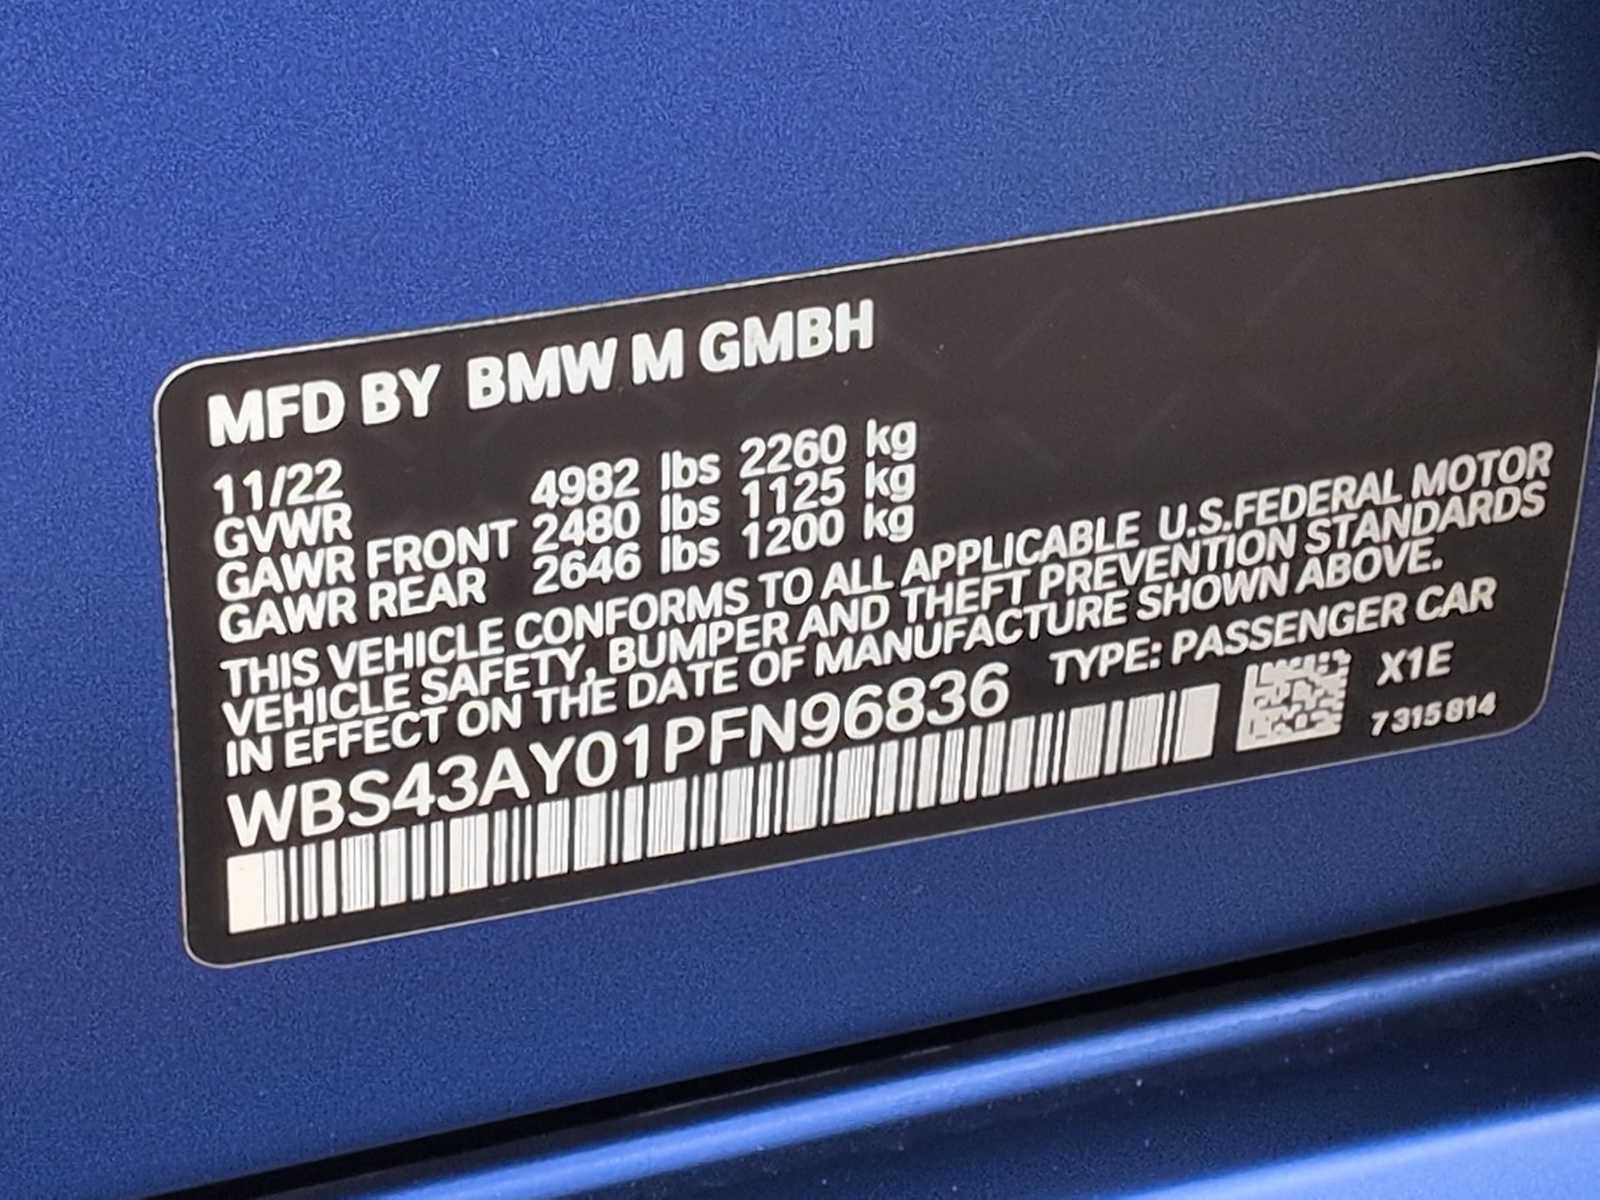 MFD BY BMW M GMBH
11/22
GVWR 4982 lbs 2260 kg
GAWR FRONT 2480 lbs 1125 kg
GAWR REAR 2646 lbs 1200 kg
THIS VEHICLE CONFORMS TO ALL APPLICABLE U.S.FEDERAL MOTOR
VEHICLE SAFETY, BUMPER AND THEFT PREVENTION STANDARDS
IN EFFECT ON THE DATE OF MANUFACTURE SHOWN ABOVE.
WBS43AY01PFN96836 TYPE: PASSENGER CAR
X1E
7 315 814